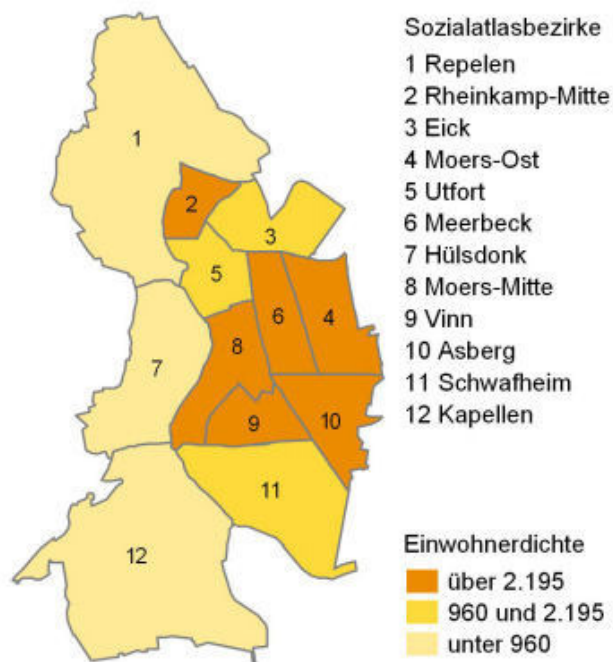 Sozialatlasbezirke
1 Repelen
2 Rheinkamp-Mitte
3 Eick
4 Moers-Ost
5 Utfort
6 Meerbeck
7 Hülsdonk
8 Moers-Mitte
9 Vinn
10 Asberg
11 Schwafheim
12 Kapellen
1
2
3
5
6
4
8
7
9
10
11
12
Einwohnerdichte
über 2.195
960 und 2.195
unter 960